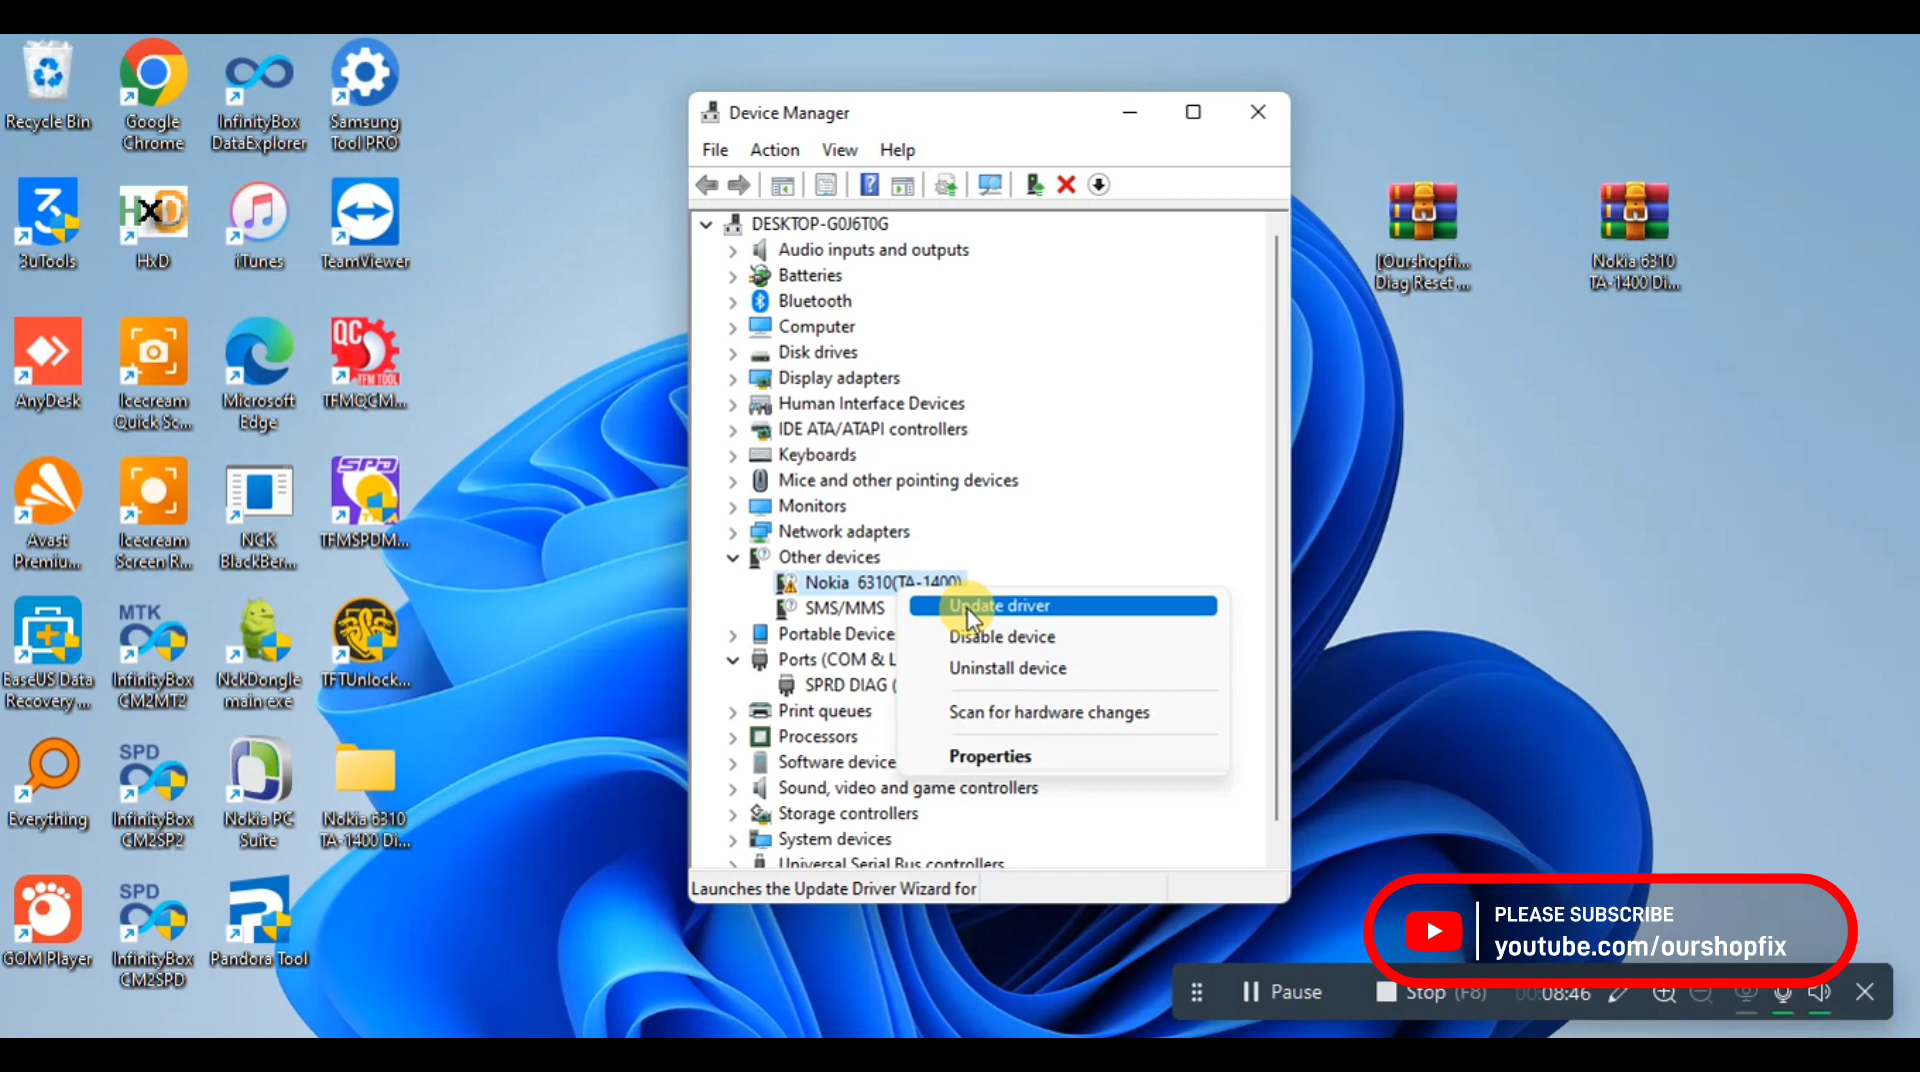 Recycle Bin
Google
Chrome
InfinityBox
DataExplorer
Samsung
Tool PRO
3uTools
HxD
HxD
iTunes
TeamViewer
AnyDesk
Icecream
Quick Sc...
Microsoft
Edge
QC
TFM TOOL
TFMQCM...
Avast
Premiu...
Icecream
Screen R...
NCK
BlackBer...
SPD
TFMSPDM...
EaseUS Data
Recovery ...
MTK
InfinityBox
CM2MT2
NckDongle
main exe
TFTUnlock...
Everything
SPD
InfinityBox
CM2SP2
Nokia PC
Suite
Nokia 6310
TA-1400 Di...
GOM Player
SPD
InfinityBox
CM2SPD
Pandora Tool
Device Manager
File Action View Help
DESKTOP-G0J6T0G
Audio inputs and outputs
Batteries
Bluetooth
Computer
Disk drives
Display adapters
Human Interface Devices
IDE ATA/ATAPI controllers
Keyboards
Mice and other pointing devices
Monitors
Network adapters
Other devices
Nokia 6310(TA-1400)
SMS/MMS
Portable Device
Ports (COM & L
SPRD DIAG (
Print queues
Processors
Software device
Sound, video and game controllers
Storage controllers
System devices
Universal Serial Bus controllers
Launches the Update Driver Wizard for
Update driver
Disable device
Uninstall device
Scan for hardware changes
Properties
[Ourshopfi...
Diag Reset ...
Nokia 6310
TA-1400 Di...
PLEASE SUBSCRIBE
youtube.com/ourshopfix
Pause Stop (F8) 00:08:46